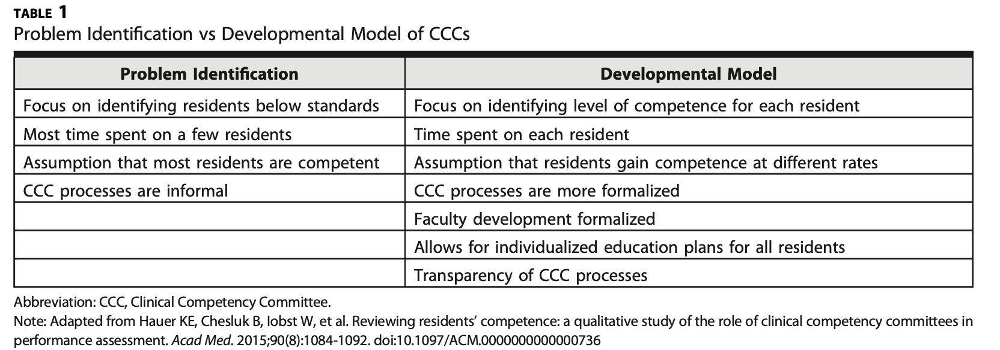 TABLE 1
Problem Identification vs Developmental Model of CCCs
Problem Identification Developmental Model
Focus on identifying residents below standards Focus on identifying level of competence for each resident
Most time spent on a few residents Time spent on each resident
Assumption that most residents are competent Assumption that residents gain competence at different rates
CCC processes are informal CCC processes are more formalized
Faculty development formalized
Allows for individualized education plans for all residents
Transparency of CCC processes
Abbreviation: CCC, Clinical Competency Committee.
Note: Adapted from Hauer KE, Chesluk B, Iobst W, et al. Reviewing residents’ competence: a qualitative study of the role of clinical competency committees in
performance assessment. Acad Med. 2015;90(8):1084-1092. doi:10.1097/ACM.0000000000000736